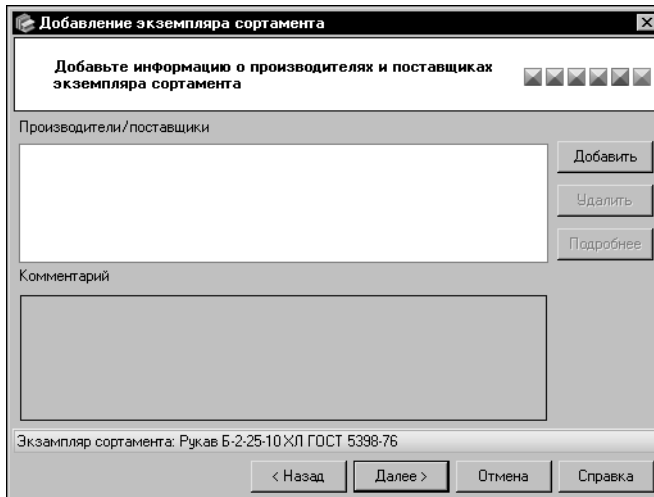 Добавление экземпляра сортамента
Добавьте информацию о производителях и поставщиках
экземпляра сортамента
Производители/поставщики
Добавить
Удалить
Подробнее
Комментарий
Экзампляр сортамента: Рукав Б-2-25-10 ХЛ ГОСТ 5398-76
< Назад
Далее >
Отмена
Справка